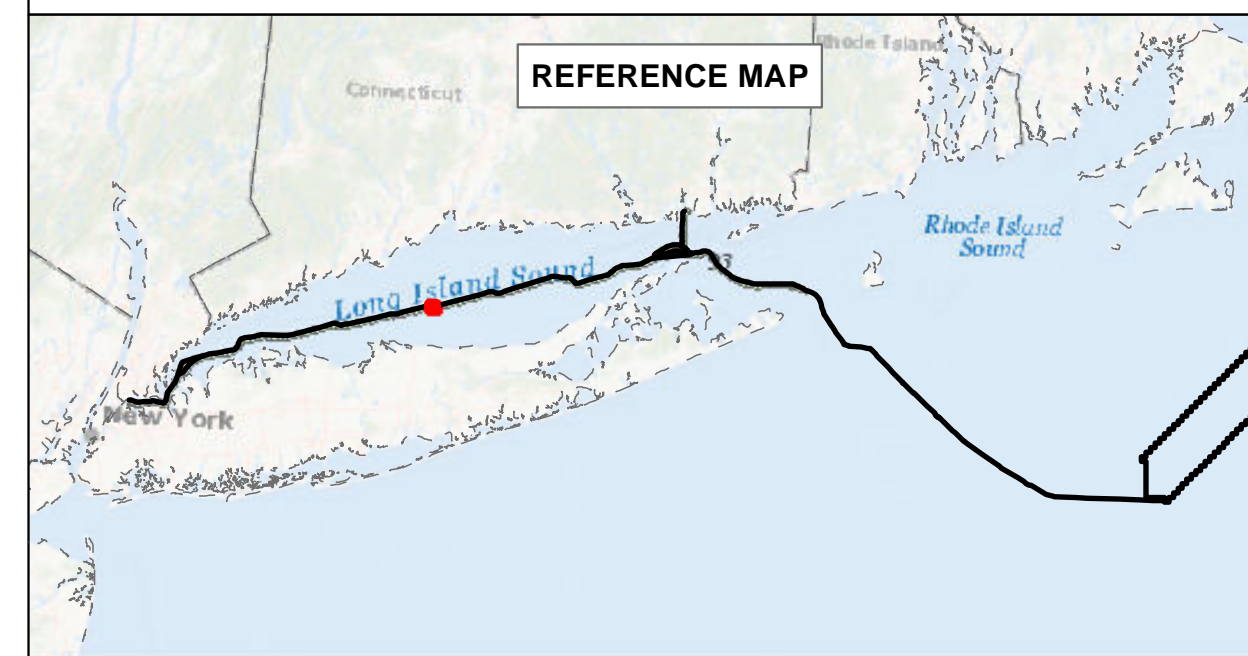 Rhode Island
REFERENCE MAP
Connecticut
Rhode Island
Sound
Long Island Sound
New York